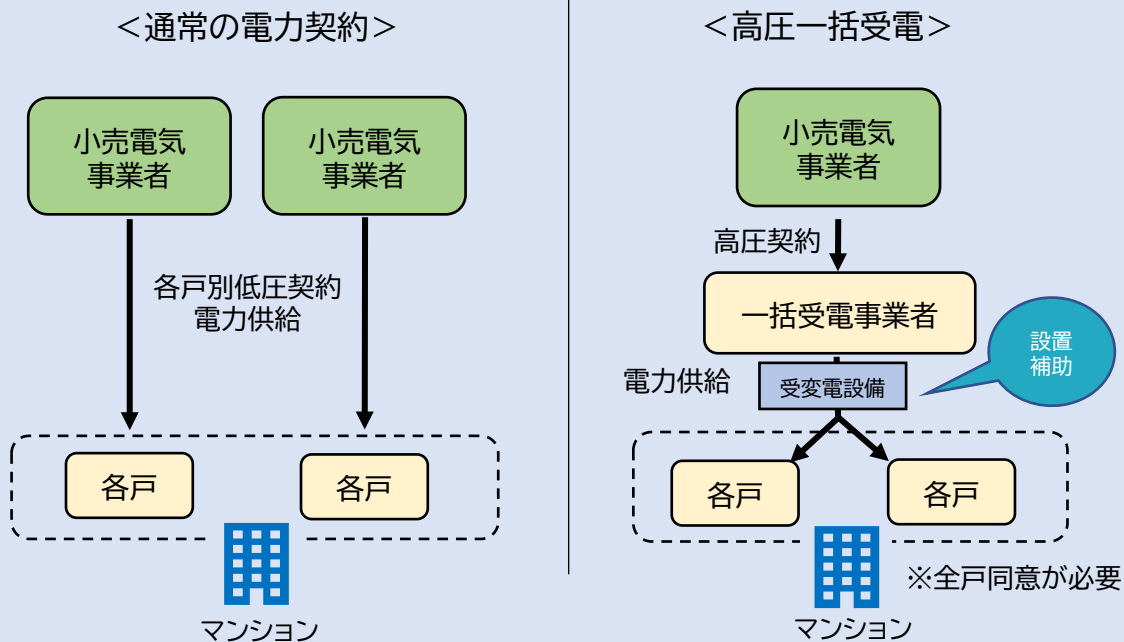 ＜通常の電力契約＞
小売電気
事業者
小売電気
事業者
各戸別低圧契約
電力供給
各戸
各戸
マンション
＜高圧一括受電＞
小売電気
事業者
高圧契約
一括受電事業者
設置
補助
電力供給
受変電設備
各戸
各戸
※全戸同意が必要
マンション